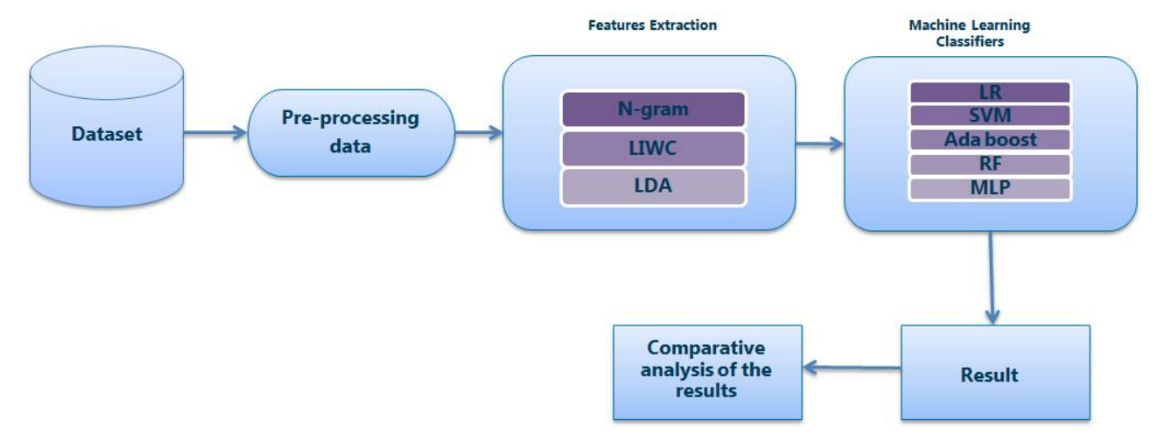 Features Extraction
Machine Learning
Classifiers
Dataset
Pre-processing
data
N-gram
LIWC
LDA
LR
SVM
Ada boost
RF
MLP
Comparative
analysis of the
results
Result